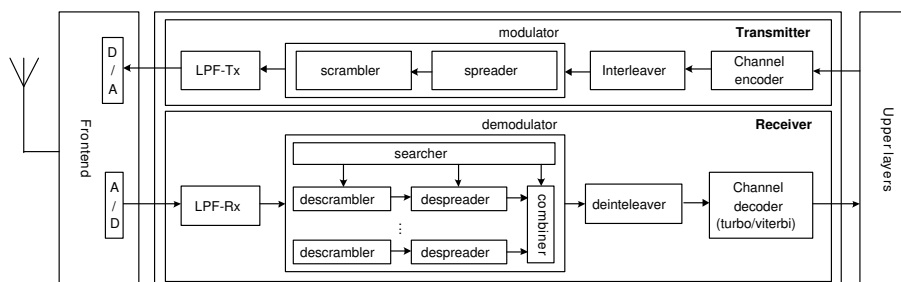 Frontend
D
/
A
A
/
D
Transmitter
modulator
LPF-Tx
scrambler
spreader
Interleaver
Channel
encoder
Receiver
demodulator
searcher
LPF-Rx
descrambler
despreader
...
descrambler
despreader
combiner
deinteleaver
Channel
decoder
(turbo/viterbi)
Upper layers